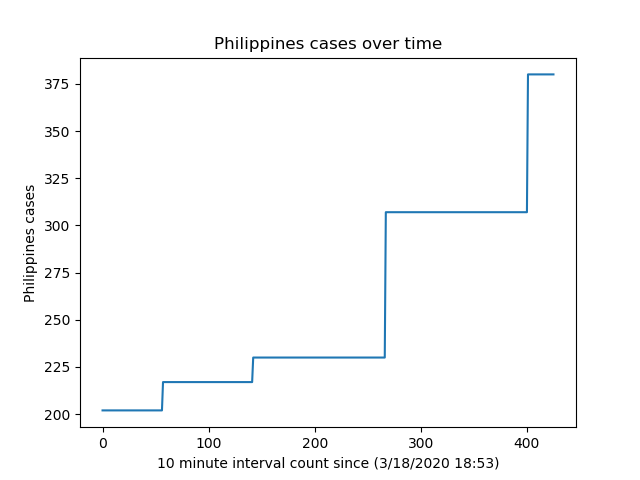 Philippines cases over time
375
350
325
300
275
250
225
200
Philippines cases
0 100 200 300 400
10 minute interval count since (3/18/2020 18:53)